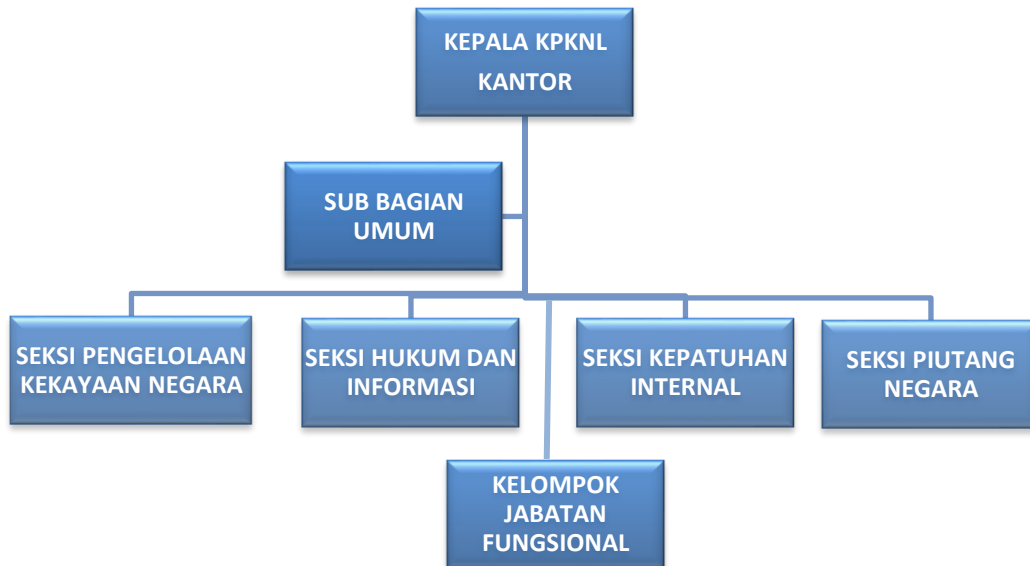 KEPALA KPKNL
KANTOR
SUB BAGIAN
UMUM
SEKSI PENGELOLAAN
KEKAYAAN NEGARA
SEKSI HUKUM DAN
INFORMASI
SEKSI KEPATUHAN
INTERNAL
SEKSI PIUTANG
NEGARA
KELOMPOK
JABATAN
FUNGSIONAL